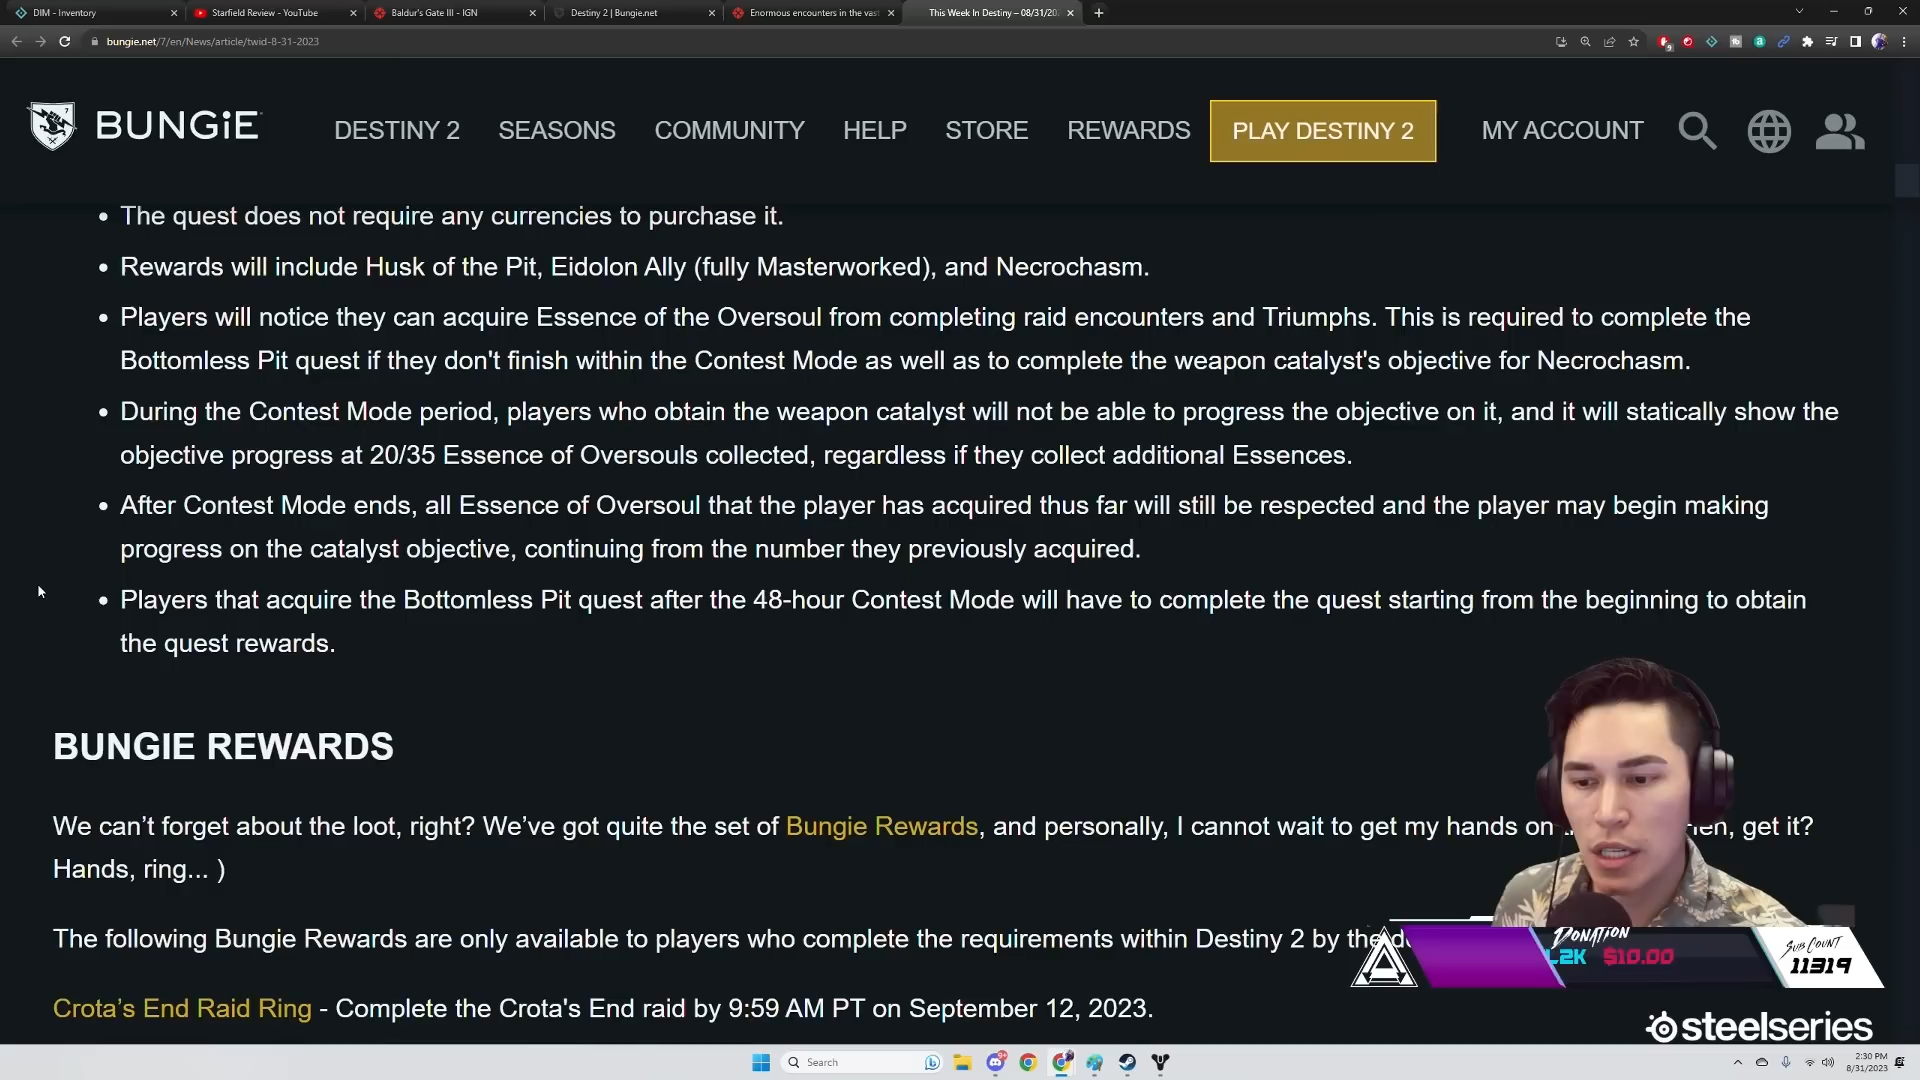 DIM - Inventory
Starfield Review - YouTube
Baldur's Gate III - IGN
Destiny 2 | Bungie.net
Enormous encounters in the vast
This Week In Destiny – 08/31/202
bungie.net/7/en/News/article/twid-8-31-2023
BUNGiE
DESTINY 2
SEASONS
COMMUNITY
HELP
STORE
REWARDS
PLAY DESTINY 2
MY ACCOUNT
• The quest does not require any currencies to purchase it.
• Rewards will include Husk of the Pit, Eidolon Ally (fully Masterworked), and Necrochasm.
• Players will notice they can acquire Essence of the Oversoul from completing raid encounters and Triumphs. This is required to complete the
Bottomless Pit quest if they don't finish within the Contest Mode as well as to complete the weapon catalyst's objective for Necrochasm.
• During the Contest Mode period, players who obtain the weapon catalyst will not be able to progress the objective on it, and it will statically show the
objective progress at 20/35 Essence of Oversouls collected, regardless if they collect additional Essences.
• After Contest Mode ends, all Essence of Oversoul that the player has acquired thus far will still be respected and the player may begin making
progress on the catalyst objective, continuing from the number they previously acquired.
• Players that acquire the Bottomless Pit quest after the 48-hour Contest Mode will have to complete the quest starting from the beginning to obtain
the quest rewards.
BUNGIE REWARDS
We can’t forget about the loot, right? We’ve got quite the set of Bungie Rewards, and personally, I cannot wait to get my hands on get it?
Hands, ring... )
The following Bungie Rewards are only available to players who complete the requirements within Destiny 2 by the
DONATION
L2K $10.00
SUB COUNT
11319
Crota’s End Raid Ring - Complete the Crota's End raid by 9:59 AM PT on September 12, 2023.
steelseries
Search
2:30 PM
8/31/2023